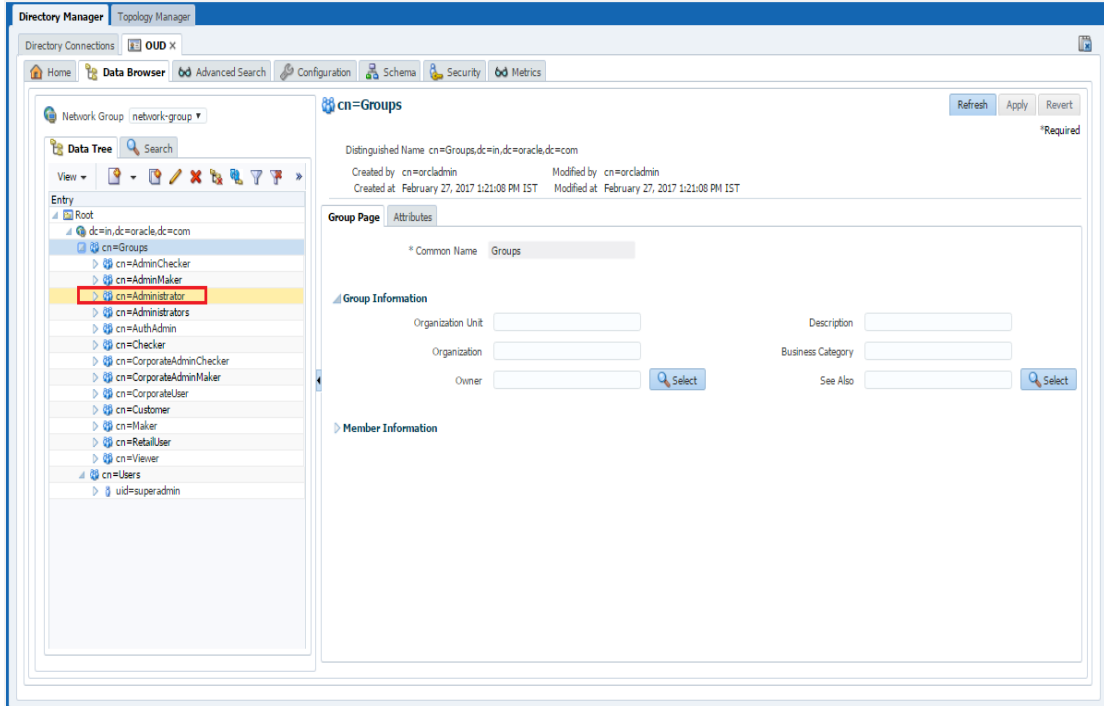 Directory Manager Topology Manager
Directory Connections OUD ×
Home Data Browser Advanced Search Configuration Schema Security Metrics
Network Group network-group
Data Tree Search
View
»
Entry
Root
dc=in,dc=oracle,dc=com
cn=Groups
cn=AdminChecker
cn=AdminMaker
cn=Administrator
cn=Administrators
cn=AuthAdmin
cn=Checker
cn=CorporateAdminChecker
cn=CorporateAdminMaker
cn=CorporateUser
cn=Customer
cn=Maker
cn=RetailUser
cn=Viewer
cn=Users
uid=superadmin
cn=Groups Refresh Apply Revert
*Required
Distinguished Name cn=Groups,dc=in,dc=oracle,dc=com
Created by cn=orcladmin Modified by cn=orcladmin
Created at February 27, 2017 1:21:08 PM IST Modified at February 27, 2017 1:21:08 PM IST
Group Page Attributes
* Common Name Groups
Group Information
Organization Unit Description
Organization Business Category
Owner Select See Also Select
Member Information